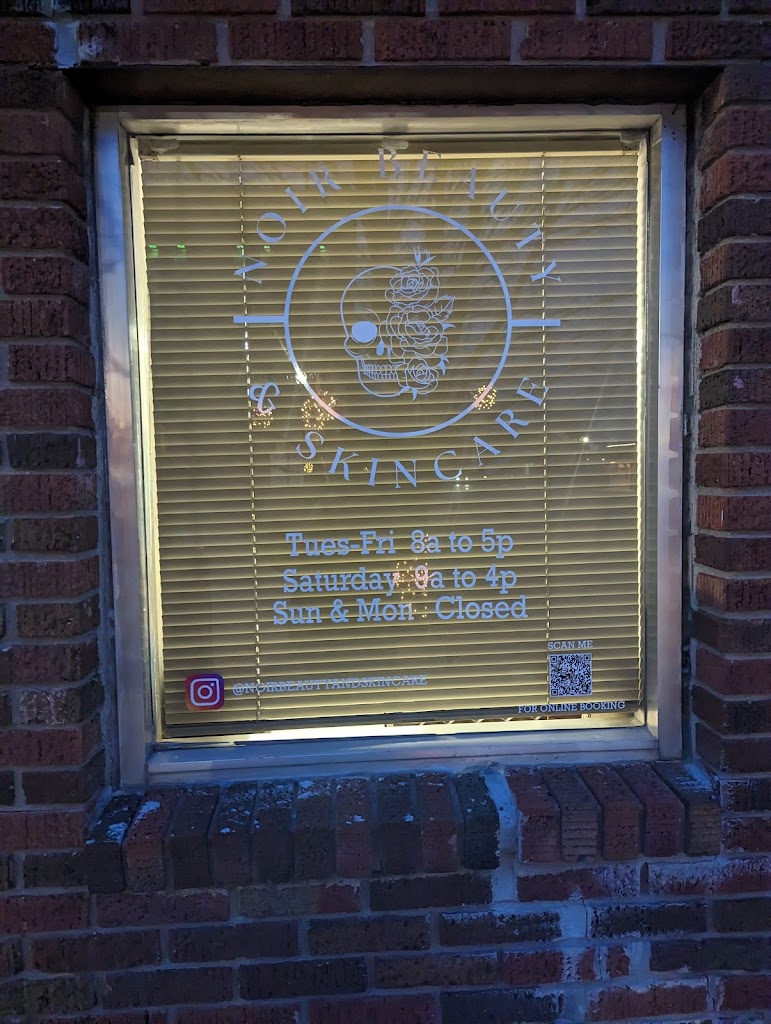 NOIR BEAUTY
& SKINCARE
Tues-Fri 8a to 5p
Saturday 9a to 4p
Sun & Mon Closed
SCAN ME
@NOIRBEAUTYANDSKINCARE
FOR ONLINE BOOKING